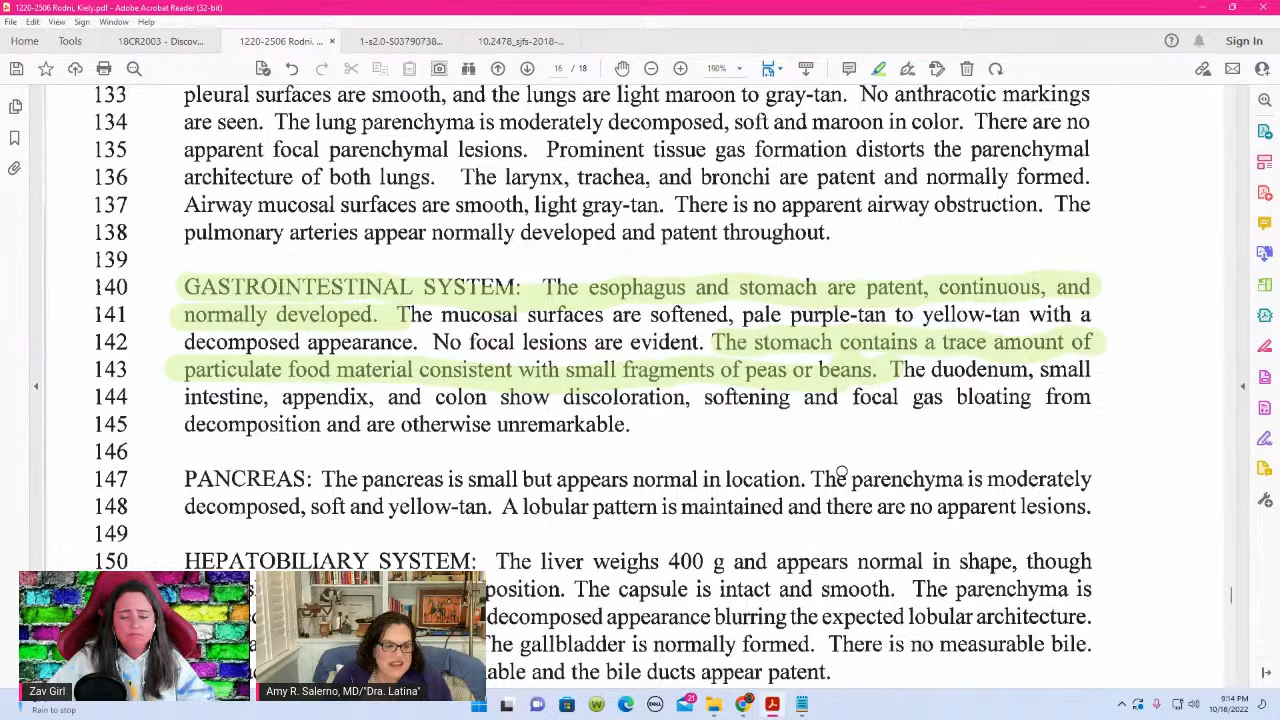 1220-2506 Rodni, Kiely.pdf - Adobe Acrobat Reader (32-bit)
File Edit View Sign Window Help
Home Tools 18CR2003 - Discov... 1220-2506 Rodni, ... × 1-s2.0-S03790738... 10.2478_sjfs-2018-... Sign In
16 / 18 190%
133 pleural surfaces are smooth, and the lungs are light maroon to gray-tan. No anthracotic markings
134 are seen. The lung parenchyma is moderately decomposed, soft and maroon in color. There are no
135 apparent focal parenchymal lesions. Prominent tissue gas formation distorts the parenchymal
136 architecture of both lungs. The larynx, trachea, and bronchi are patent and normally formed.
137 Airway mucosal surfaces are smooth, light gray-tan. There is no apparent airway obstruction. The
138 pulmonary arteries appear normally developed and patent throughout.
139
140 GASTROINTESTINAL SYSTEM: The esophagus and stomach are patent, continuous, and
141 normally developed. The mucosal surfaces are softened, pale purple-tan to yellow-tan with a
142 decomposed appearance. No focal lesions are evident. The stomach contains a trace amount of
143 particulate food material consistent with small fragments of peas or beans. The duodenum, small
144 intestine, appendix, and colon show discoloration, softening and focal gas bloating from
145 decomposition and are otherwise unremarkable.
146
147 PANCREAS: The pancreas is small but appears normal in location. The parenchyma is moderately
148 decomposed, soft and yellow-tan. A lobular pattern is maintained and there are no apparent lesions.
149
150 HEPATOBILIARY SYSTEM: The liver weighs 400 g and appears normal in shape, though
position. The capsule is intact and smooth. The parenchyma is
decomposed appearance blurring the expected lobular architecture.
The gallbladder is normally formed. There is no measurable bile.
able and the bile ducts appear patent.
Zav Girl
Amy R. Salerno, MD/"Dra. Latina"
Rain to stop
DELL
21
9:14 PM
10/18/2022